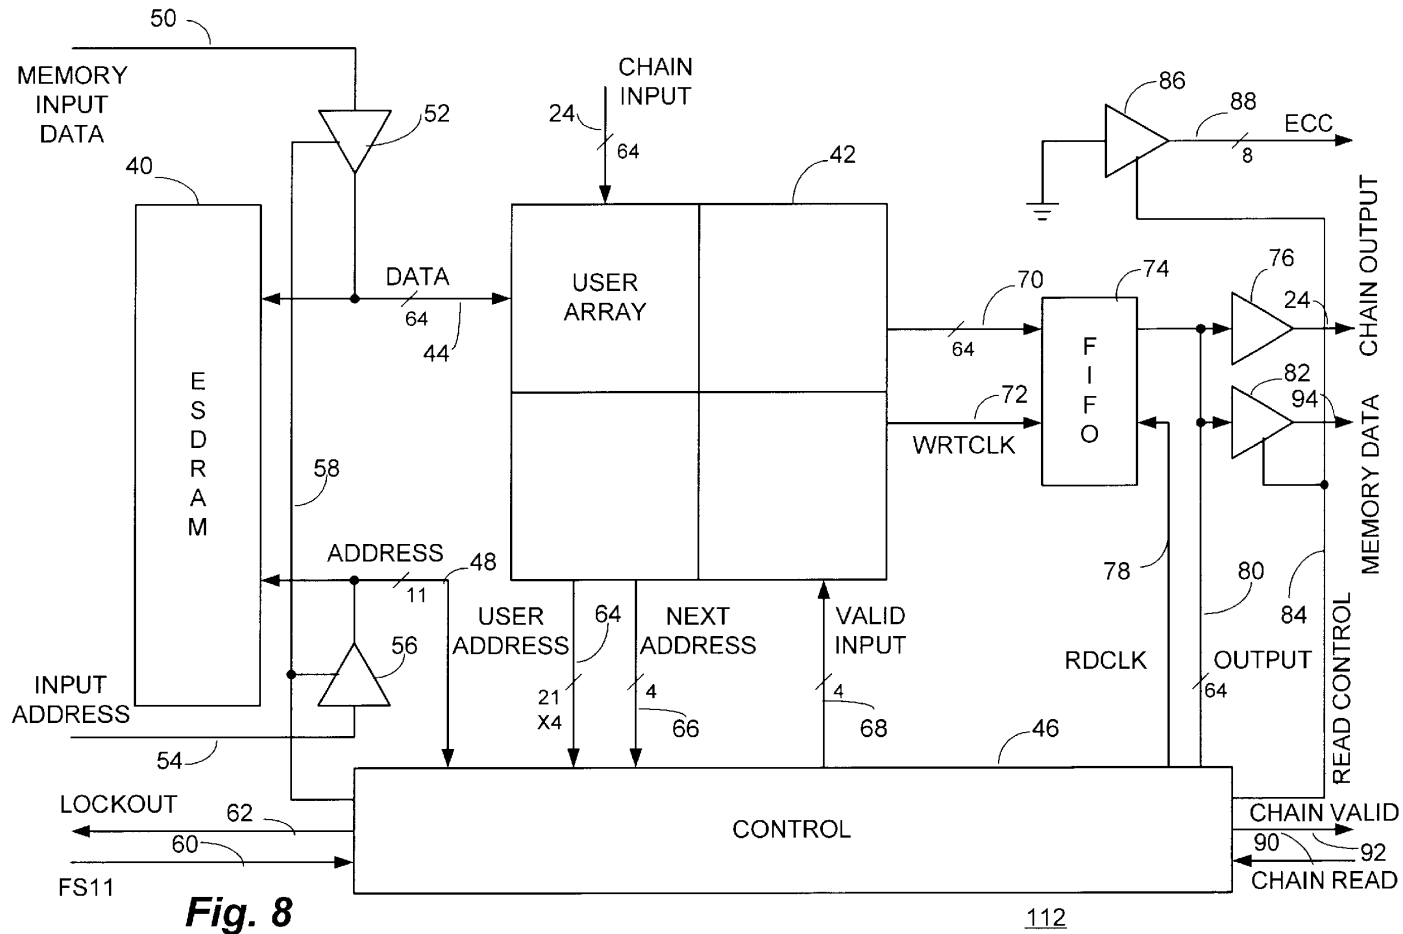 50
MEMORY
INPUT
DATA
52
CHAIN
INPUT
24
64
86
88
ECC
8
40
42
CHAIN OUTPUT
DATA
64
44
USER
ARRAY
70
64
74
76
24
ESDRAM
FIFO
72
WRTCLK
82
94
MEMORY DATA
58
ADDRESS
11
48
78
80
84
USER
ADDRESS
64
NEXT
ADDRESS
VALID
INPUT
56
RDCLK
OUTPUT
64
READ CONTROL
INPUT
ADDRESS
21
X4
4
66
4
68
54
46
LOCKOUT
62
CONTROL
CHAIN VALID
60
90
92
FS11
CHAIN READ
Fig. 8
112